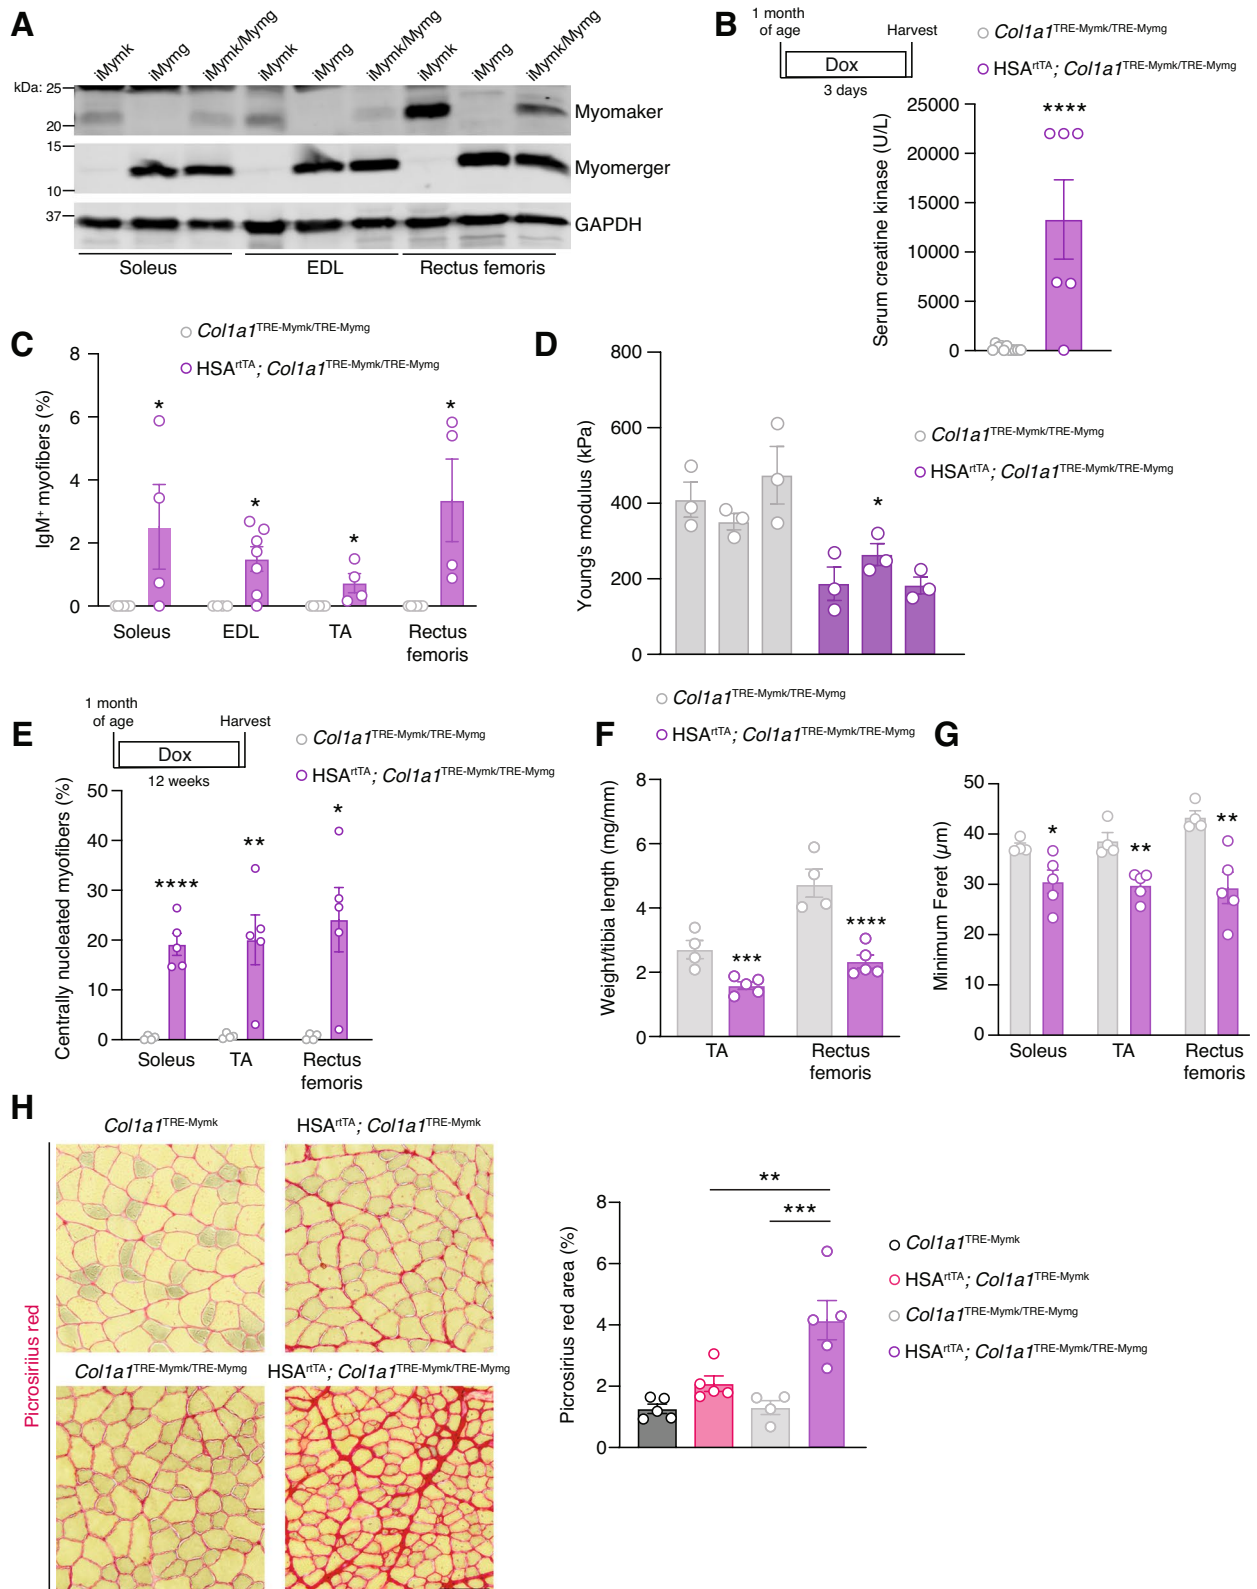 A
iMymk
iMymg
iMymk/Mymg
iMymk
iMymg
iMymk/Mymg
iMymk
iMymg
iMymk/Mymg
kDa: 25
20
Myomaker
15
10
Myomerger
37
GAPDH
Soleus
EDL
Rectus femoris
B
1 month
of age
Harvest
Dox
3 days
Col1a1TRE-Mymk/TRE-Mymg
HSArtTA; Col1a1TRE-Mymk/TRE-Mymg
Serum creatine kinase (U/L)
25000
20000
15000
10000
5000
0
****
C
Col1a1TRE-Mymk/TRE-Mymg
HSArtTA; Col1a1TRE-Mymk/TRE-Mymg
IgM+ myofibers (%)
8
6
4
2
0
*
*
*
*
Soleus
EDL
TA
Rectus
femoris
D
Young's modulus (kPa)
800
600
400
200
0
*
Col1a1TRE-Mymk/TRE-Mymg
HSArtTA; Col1a1TRE-Mymk/TRE-Mymg
E
1 month
of age
Harvest
Dox
12 weeks
Col1a1TRE-Mymk/TRE-Mymg
HSArtTA; Col1a1TRE-Mymk/TRE-Mymg
Centrally nucleated myofibers (%)
50
40
30
20
10
0
****
**
*
Soleus
TA
Rectus
femoris
F
Col1a1TRE-Mymk/TRE-Mymg
HSArtTA; Col1a1TRE-Mymk/TRE-Mymg
Weight/tibia length (mg/mm)
8
6
4
2
0
***
****
TA
Rectus
femoris
G
Minimum Feret (µm)
50
40
30
20
10
0
*
**
**
Soleus
TA
Rectus
femoris
H
Picrosiriius red
Col1a1TRE-Mymk
HSArtTA; Col1a1TRE-Mymk
Col1a1TRE-Mymk/TRE-Mymg
HSArtTA; Col1a1TRE-Mymk/TRE-Mymg
Picrosirius red area (%)
8
6
4
2
0
**
***
Col1a1TRE-Mymk
HSArtTA; Col1a1TRE-Mymk
Col1a1TRE-Mymk/TRE-Mymg
HSArtTA; Col1a1TRE-Mymk/TRE-Mymg